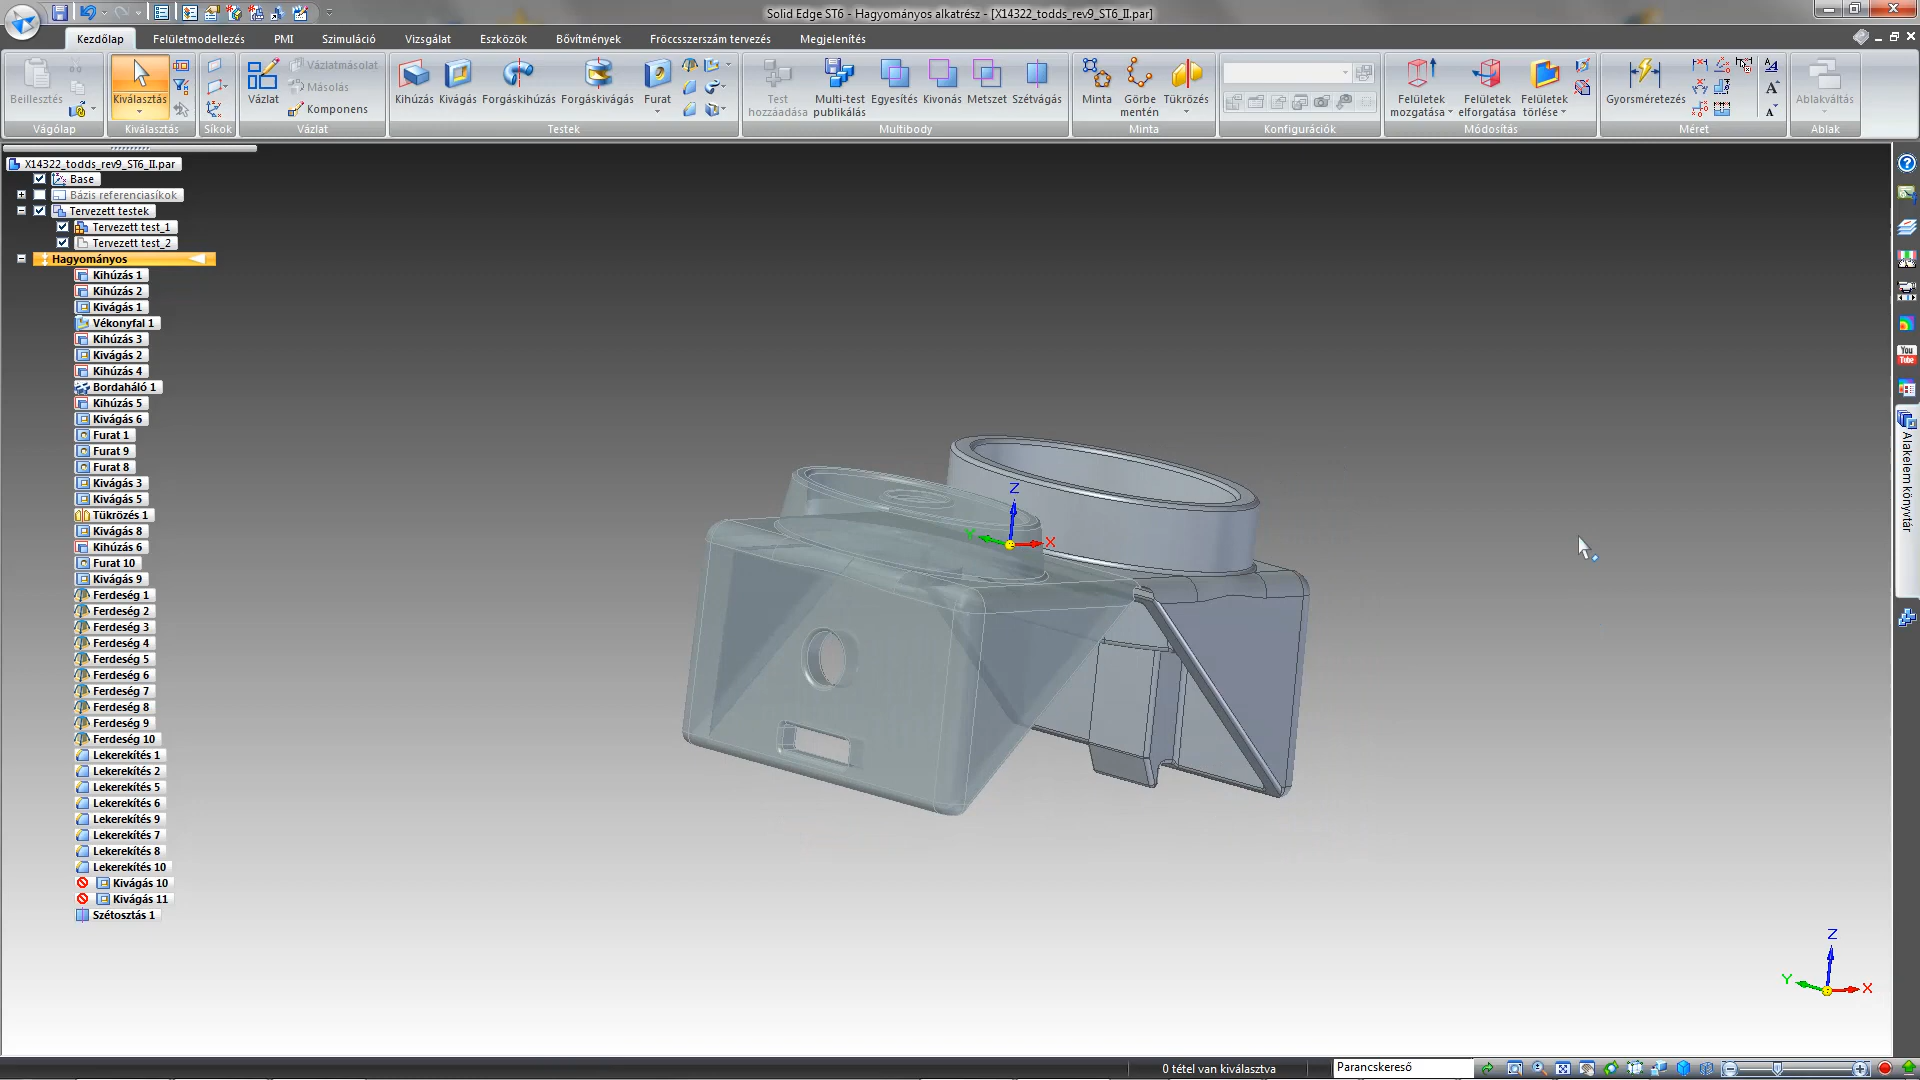 Solid Edge ST6 - Hagyományos alkatrész - [X14322_todds_rev9_ST6_II.par]
Kezdőlap
Felületmodellezés
PMI
Szimuláció
Vizsgálat
Eszközök
Bővítmények
Fröccsszerszám tervezés
Megjelenítés
Beillesztés
Vágólap
Kiválasztás
Kiválasztás
Síkok
Vázlat
Vázlatmásolat
Másolás
Komponens
Vázlat
Kihúzás
Kivágás
Forgáskihúzás
Forgáskivágás
Furat
Testek
Test hozzáadása
Multi-test publikálás
Egyesítés
Kivonás
Metszet
Szétvágás
Multibody
Minta
Görbe mentén
Tükrözés
Minta
Konfigurációk
Felületek mozgatása
Felületek elforgatása
Felületek törlése
Módosítás
Gyorsméretezés
Méret
Ablakváltás
Ablak
X14322_todds_rev9_ST6_II.par
Base
Bázis referenciasíkok
Tervezett testek
Tervezett test_1
Tervezett test_2
Hagyományos
Kihúzás 1
Kihúzás 2
Kivágás 1
Vékonyfal 1
Kihúzás 3
Kivágás 2
Kihúzás 4
Bordaháló 1
Kihúzás 5
Kivágás 6
Furat 1
Furat 9
Furat 8
Kivágás 3
Kivágás 5
Tükrözés 1
Kivágás 8
Kihúzás 6
Furat 10
Kivágás 9
Ferdeség 1
Ferdeség 2
Ferdeség 3
Ferdeség 4
Ferdeség 5
Ferdeség 6
Ferdeség 7
Ferdeség 8
Ferdeség 9
Ferdeség 10
Lekerekítés 1
Lekerekítés 2
Lekerekítés 5
Lekerekítés 6
Lekerekítés 9
Lekerekítés 7
Lekerekítés 8
Lekerekítés 10
Kivágás 10
Kivágás 11
Szétosztás 1
Z
Y
X
Z
Y
X
You
Tube
Alakelem könyvtár
0 tétel van kiválasztva
Parancskereső